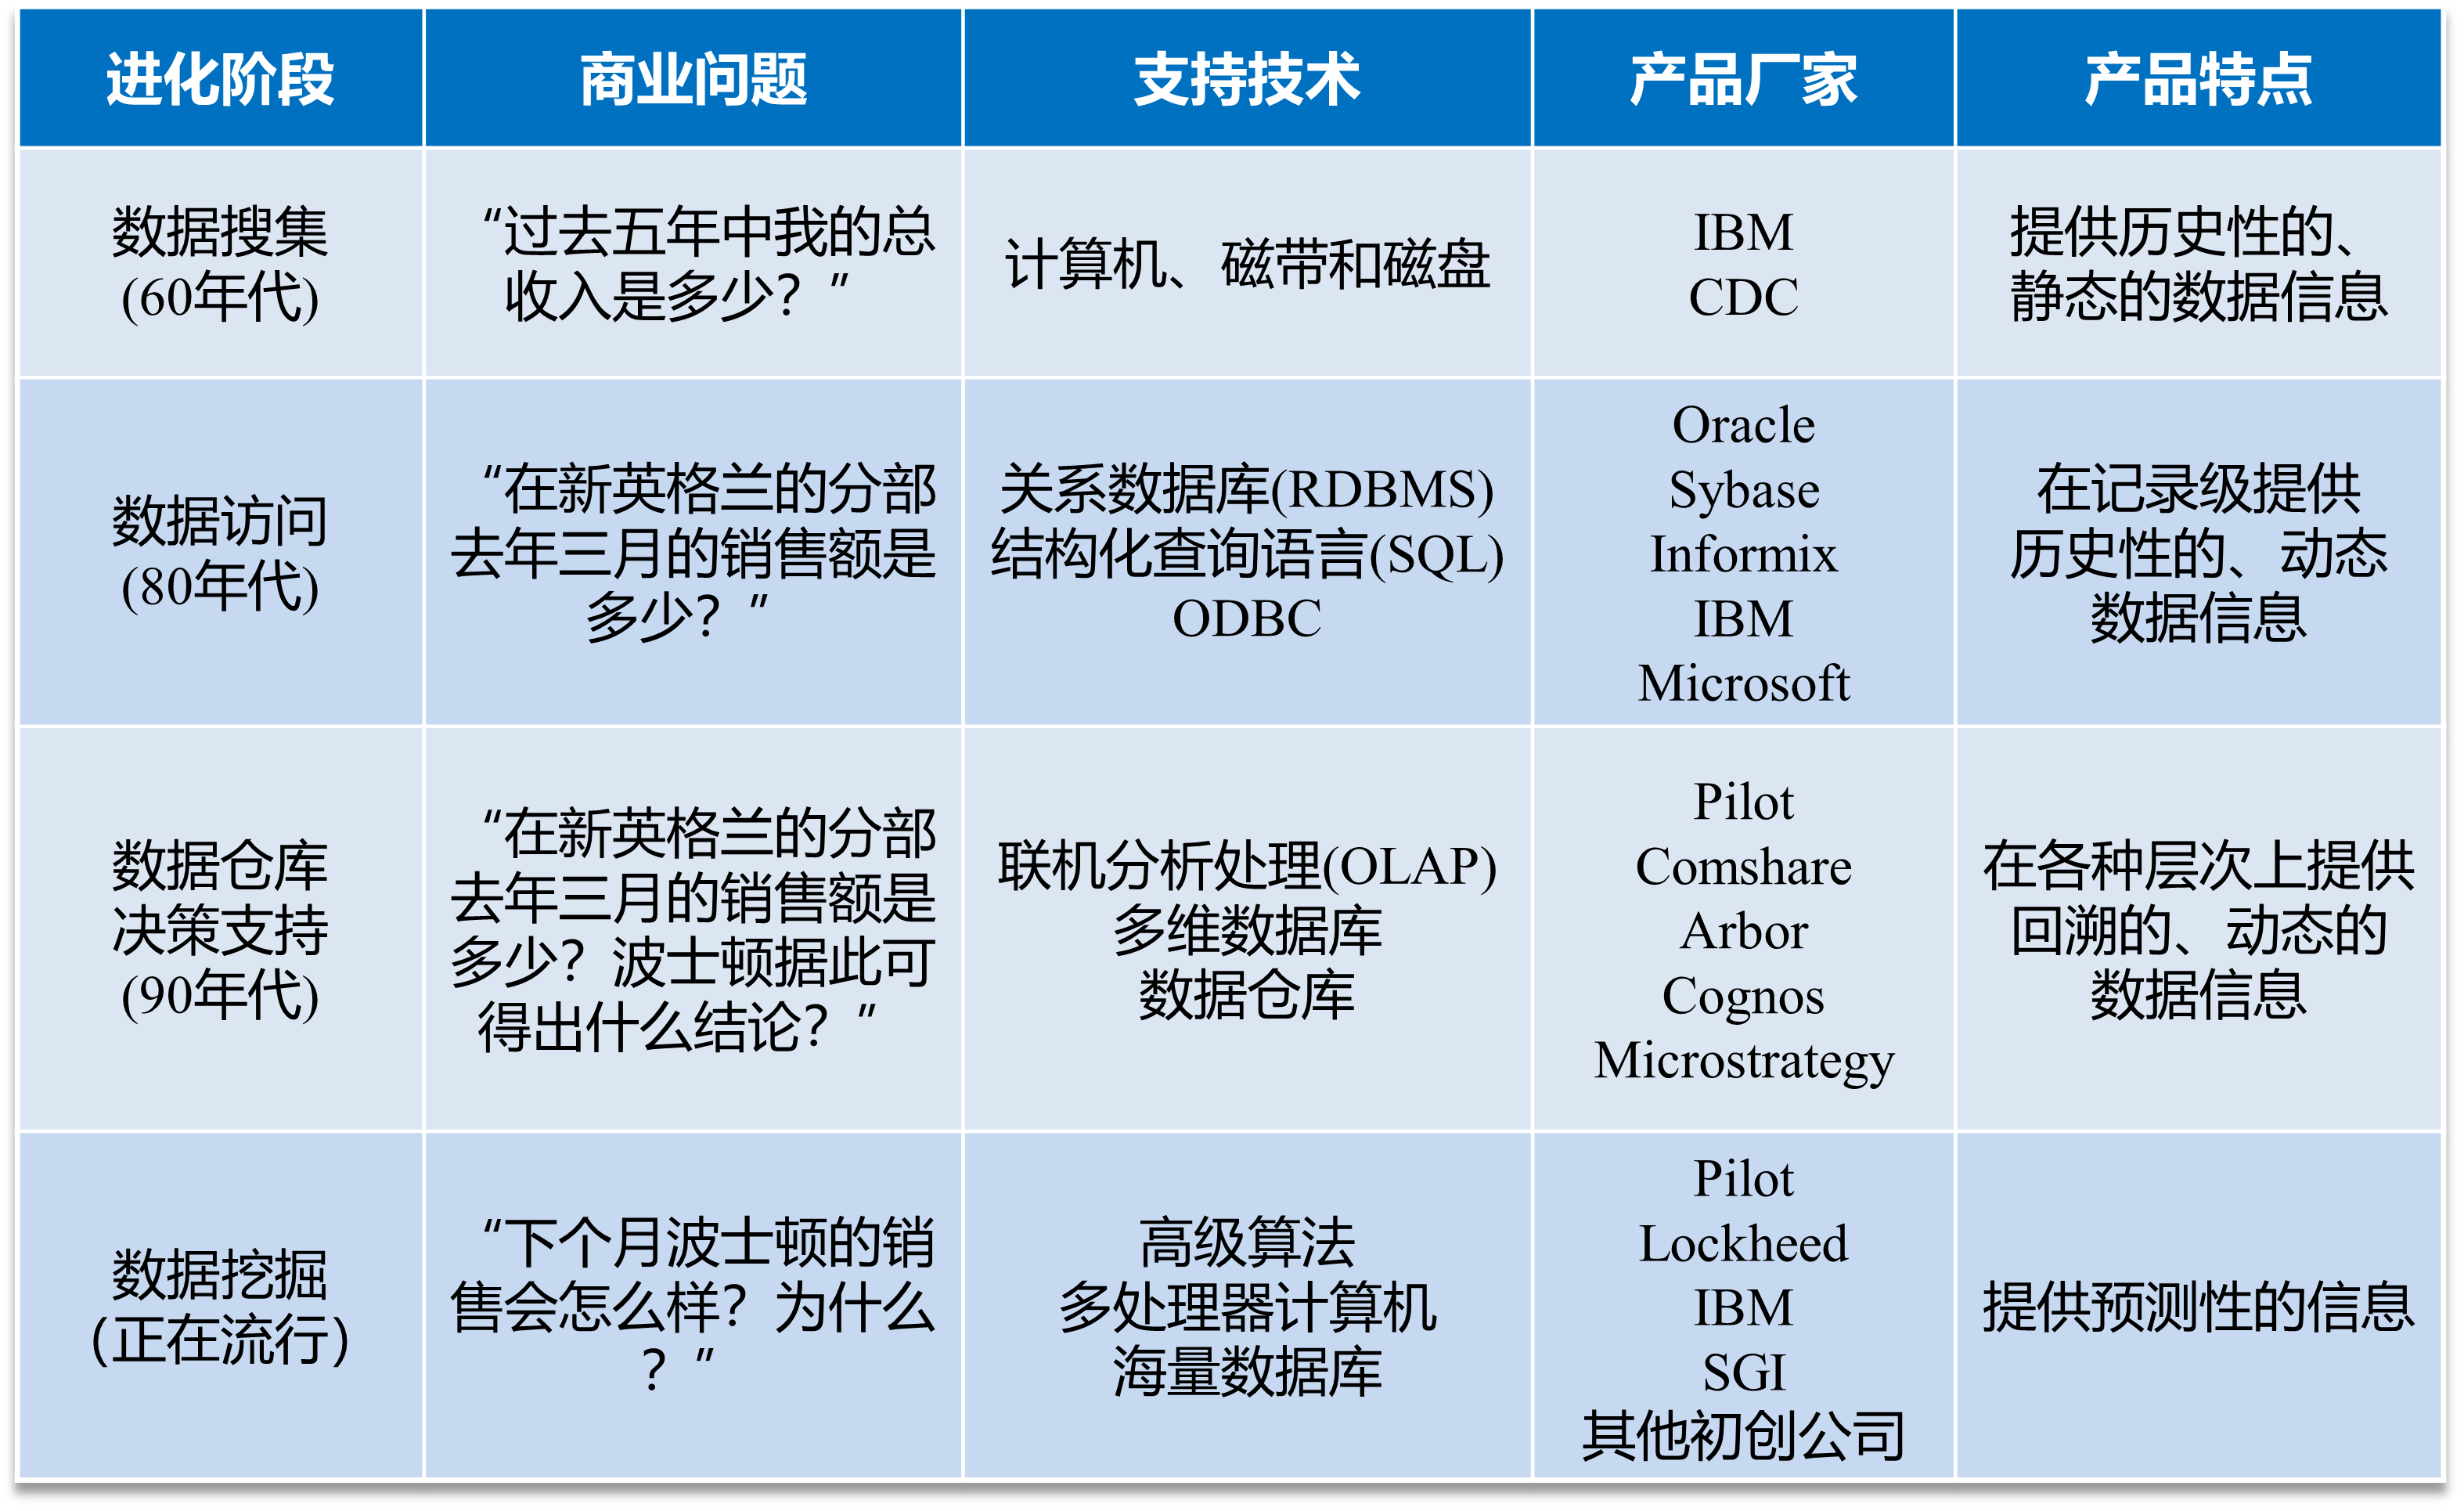 进化阶段
商业问题
支持技术
产品厂家
产品特点
数据搜集
(60年代)
“过去五年中我的总
收入是多少？”
计算机、磁带和磁盘
IBM
CDC
提供历史性的、
静态的数据信息
数据访问
(80年代)
“在新英格兰的分部
去年三月的销售额是
多少？”
关系数据库(RDBMS)
结构化查询语言(SQL)
ODBC
Oracle
Sybase
Informix
IBM
Microsoft
在记录级提供
历史性的、动态
数据信息
数据仓库
决策支持
(90年代)
“在新英格兰的分部
去年三月的销售额是
多少？波士顿据此可
得出什么结论？”
联机分析处理(OLAP)
多维数据库
数据仓库
Pilot
Comshare
Arbor
Cognos
Microstrategy
在各种层次上提供
回溯的、动态的
数据信息
数据挖掘
（正在流行）
“下个月波士顿的销
售会怎么样？为什么
？”
高级算法
多处理器计算机
海量数据库
Pilot
Lockheed
IBM
SGI
其他初创公司
提供预测性的信息